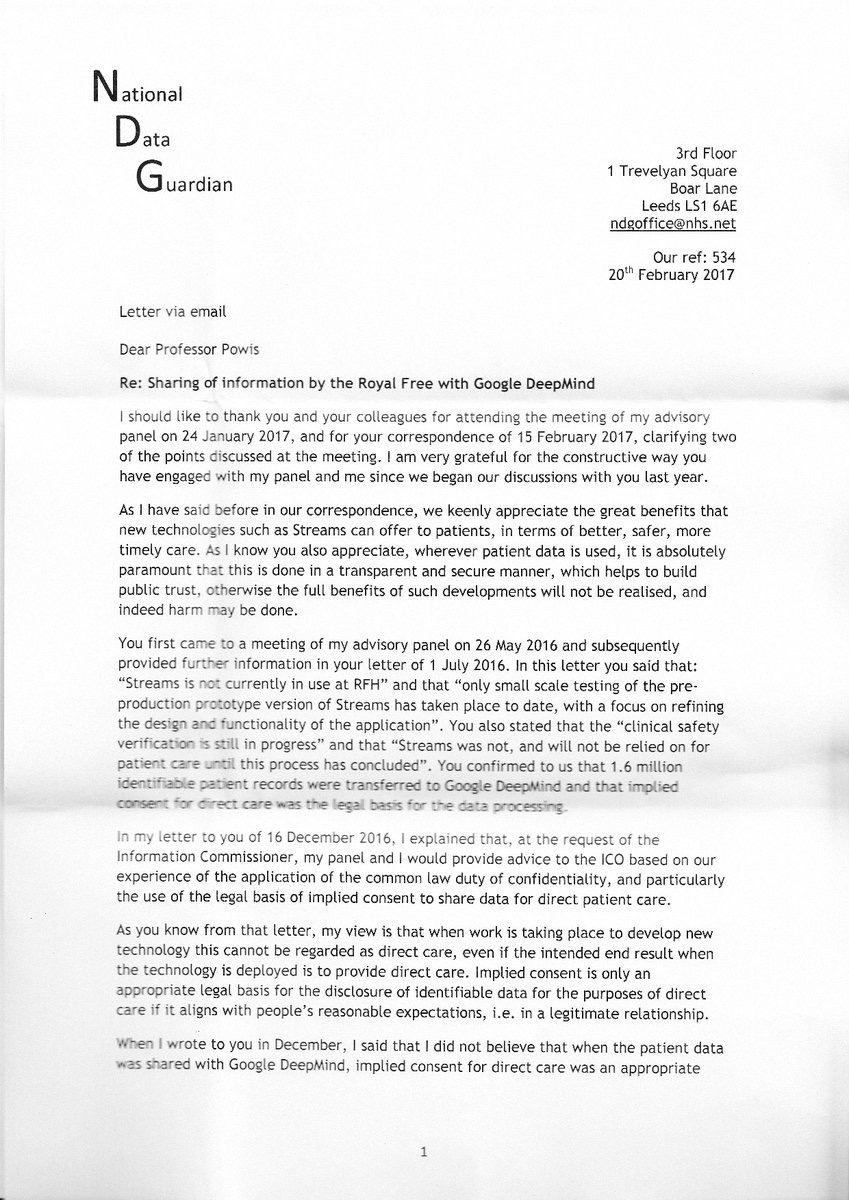 National
Data
Guardian
3rd Floor
1 Trevelyan Square
Boar Lane
Leeds LS1 6AE
ndgoffice@nhs.net
Our ref: 534
20th February 2017
Letter via email
Dear Professor Powis
Re: Sharing of information by the Royal Free with Google DeepMind
I should like to thank you and your colleagues for attending the meeting of my advisory
panel on 24 January 2017, and for your correspondence of 15 February 2017, clarifying two
of the points discussed at the meeting. I am very grateful for the constructive way you
have engaged with my panel and me since we began our discussions with you last year.
As I have said before in our correspondence, we keenly appreciate the great benefits that
new technologies such as Streams can offer to patients, in terms of better, safer, more
timely care. As I know you also appreciate, wherever patient data is used, it is absolutely
paramount that this is done in a transparent and secure manner, which helps to build
public trust, otherwise the full benefits of such developments will not be realised, and
indeed harm may be done.
You first came to a meeting of my advisory panel on 26 May 2016 and subsequently
provided further information in your letter of 1 July 2016. In this letter you said that:
“Streams is not currently in use at RFH” and that “only small scale testing of the pre-
production prototype version of Streams has taken place to date, with a focus on refining
the design and functionality of the application”. You also stated that the “clinical safety
verification is still in progress” and that “Streams was not, and will not be relied on for
patient care until this process has concluded”. You confirmed to us that 1.6 million
identifiable patient records were transferred to Google DeepMind and that implied
consent for direct care was the legal basis for the data processing.
In my letter to you of 16 December 2016, I explained that, at the request of the
Information Commissioner, my panel and I would provide advice to the ICO based on our
experience of the application of the common law duty of confidentiality, and particularly
the use of the legal basis of implied consent to share data for direct patient care.
As you know from that letter, my view is that when work is taking place to develop new
technology this cannot be regarded as direct care, even if the intended end result when
the technology is deployed is to provide direct care. Implied consent is only an
appropriate legal basis for the disclosure of identifiable data for the purposes of direct
care if it aligns with people’s reasonable expectations, i.e. in a legitimate relationship.
When I wrote to you in December, I said that I did not believe that when the patient data
was shared with Google DeepMind, implied consent for direct care was an appropriate
1